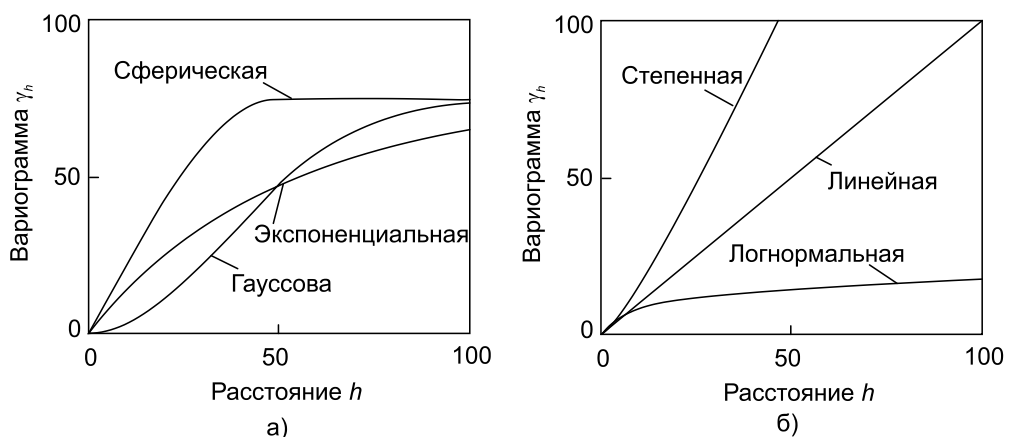 100
50
0
0
50
100
Вариограмма γh
Расстояние h
Сферическая
Экспоненциальная
Гауссова
а)
100
50
0
0
50
100
Вариограмма γh
Расстояние h
Степенная
Линейная
Логнормальная
б)